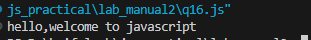 js_practical\lab_manual2\q16.js"
hello,welcome to javascript